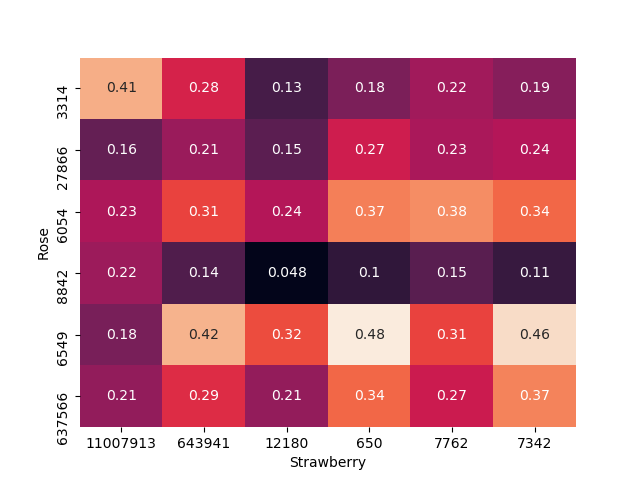 Rose
3314 0.41 0.28 0.13 0.18 0.22 0.19
27866 0.16 0.21 0.15 0.27 0.23 0.24
6054 0.23 0.31 0.24 0.37 0.38 0.34
8842 0.22 0.14 0.048 0.1 0.15 0.11
6549 0.18 0.42 0.32 0.48 0.31 0.46
637566 0.21 0.29 0.21 0.34 0.27 0.37
11007913 643941 12180 650 7762 7342
Strawberry